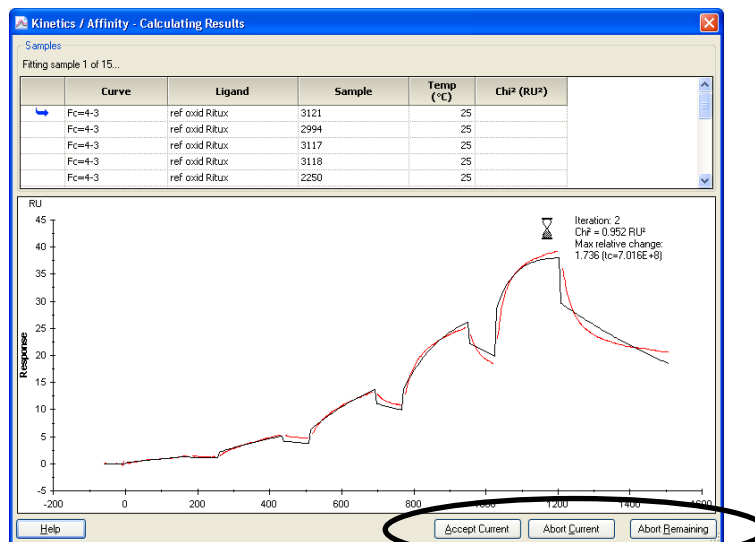 Kinetics / Affinity - Calculating Results
Samples
Fitting sample 1 of 15...
Curve Ligand Sample Temp (°C) Chi² (RU²)
Fc=4-3 ref oxid Ritux 3121 25
Fc=4-3 ref oxid Ritux 2994 25
Fc=4-3 ref oxid Ritux 3117 25
Fc=4-3 ref oxid Ritux 3118 25
Fc=4-3 ref oxid Ritux 2250 25
RU
45
40
35
30
25
20
15
10
5
0
-5
Response
Iteration: 2
Chi² = 0.952 RU²
Max relative change:
1.736 (tc=7.016E+8)
-200 0 200 400 600 800 1000 1200 1400 1600
Help Accept Current Abort Current Abort Remaining